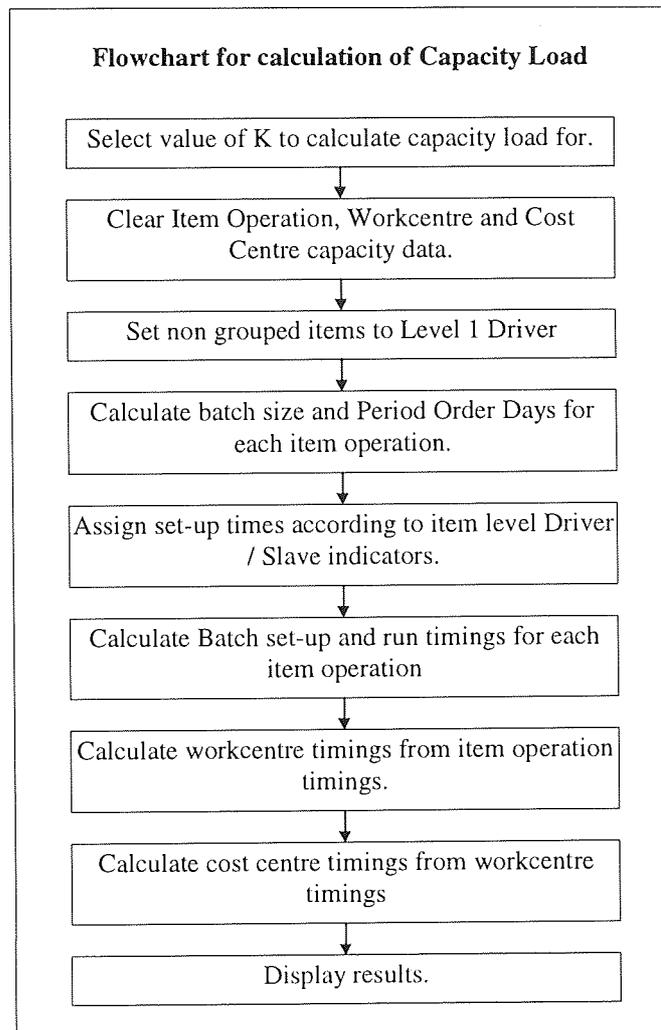 Flowchart for calculation of Capacity Load
Select value of K to calculate capacity load for.
Clear Item Operation, Workcentre and Cost
Centre capacity data.
Set non grouped items to Level 1 Driver
Calculate batch size and Period Order Days for
each item operation.
Assign set-up times according to item level Driver
/ Slave indicators.
Calculate Batch set-up and run timings for each
item operation
Calculate workcentre timings from item operation
timings.
Calculate cost centre timings from workcentre
timings
Display results.